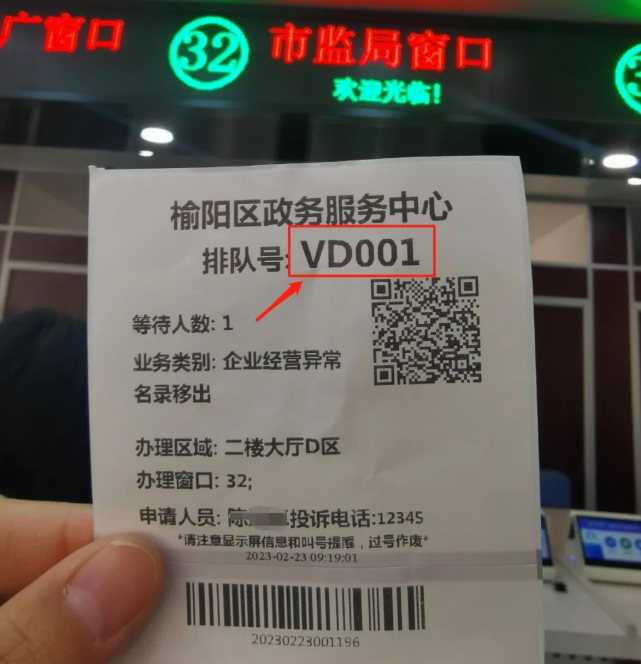 广窗口
32
市监局窗口
欢迎光临!
榆阳区政务服务中心
排队号: VD001
等待人数: 1
业务类别: 企业经营异常
名录移出
办理区域: 二楼大厅D区
办理窗口: 32;
申请人员: 陈 投诉电话:12345
*请注意显示屏信息和叫号提醒，过号作废*
2023-02-23 09:19:01
20230223001196